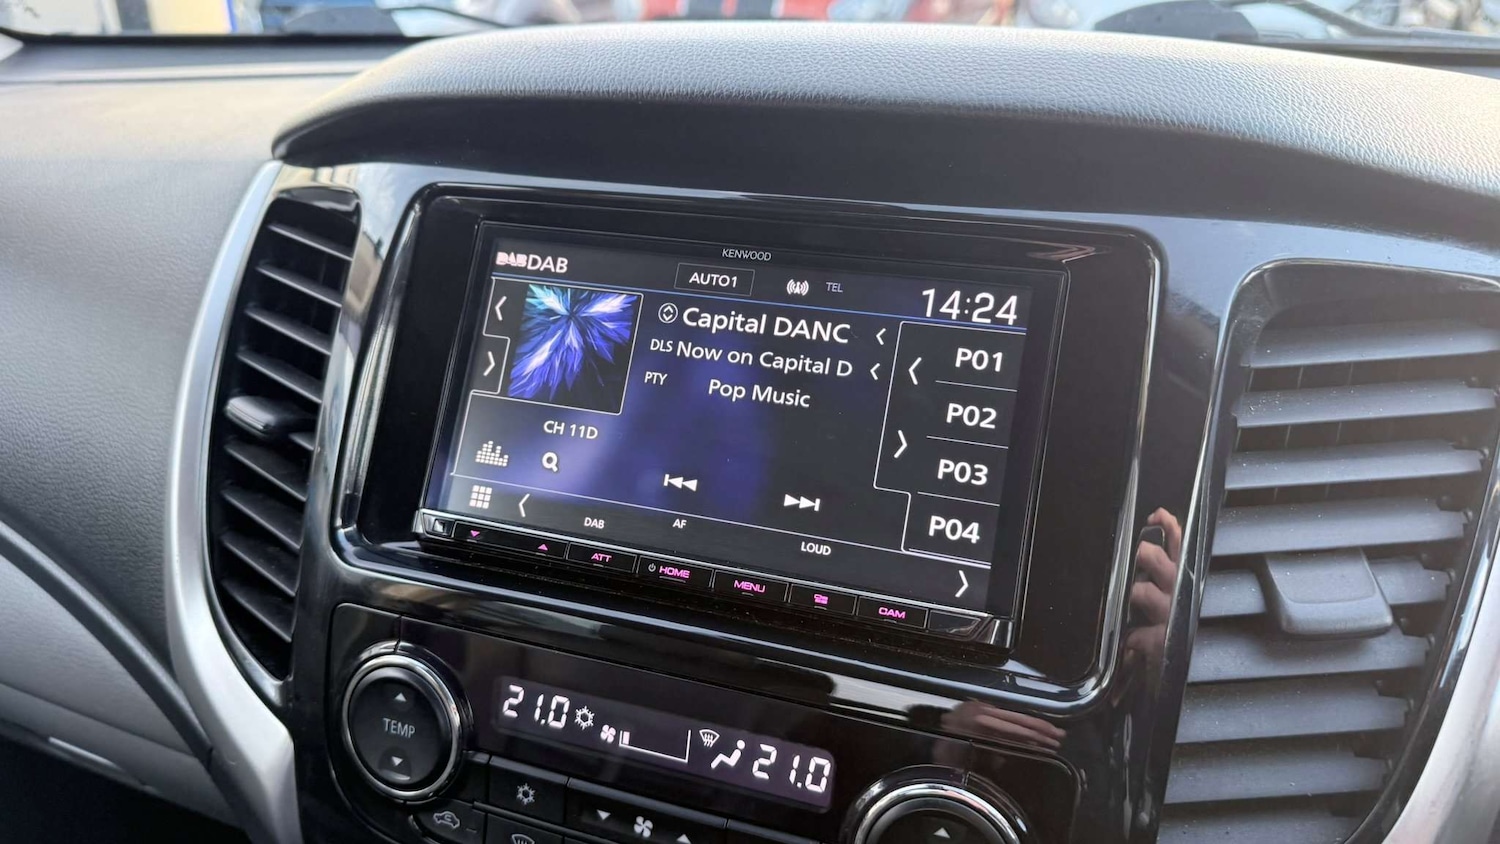 KENWOOD
DAB DAB
AUTO1
TEL
14:24
Capital DANC
DLS Now on Capital D
PTY Pop Music
CH 11D
P01
P02
P03
P04
DAB
AF
LOUD
ATT
HOME
MENU
CAM
TEMP
21.0
21.0